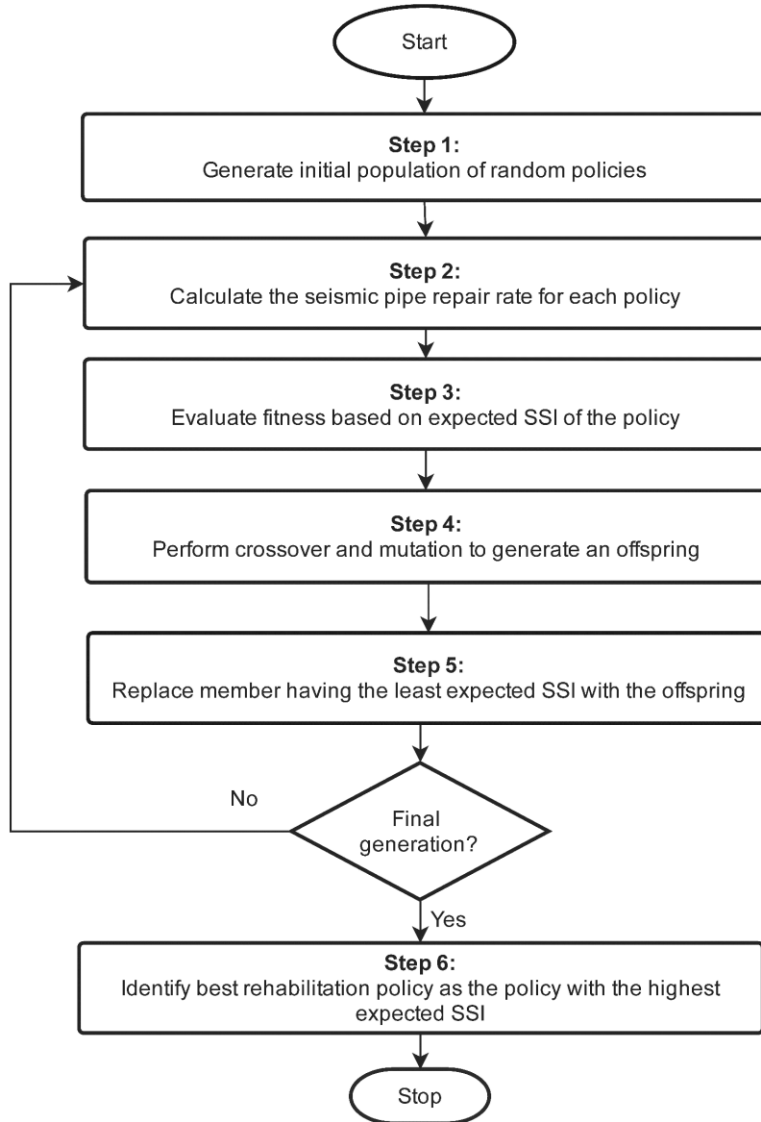 Start
Step 1:
Generate initial population of random policies
Step 2:
Calculate the seismic pipe repair rate for each policy
Step 3:
Evaluate fitness based on expected SSI of the policy
Step 4:
Perform crossover and mutation to generate an offspring
Step 5:
Replace member having the least expected SSI with the offspring
No
Final
generation?
Yes
Step 6:
Identify best rehabilitation policy as the policy with the highest
expected SSI
Stop